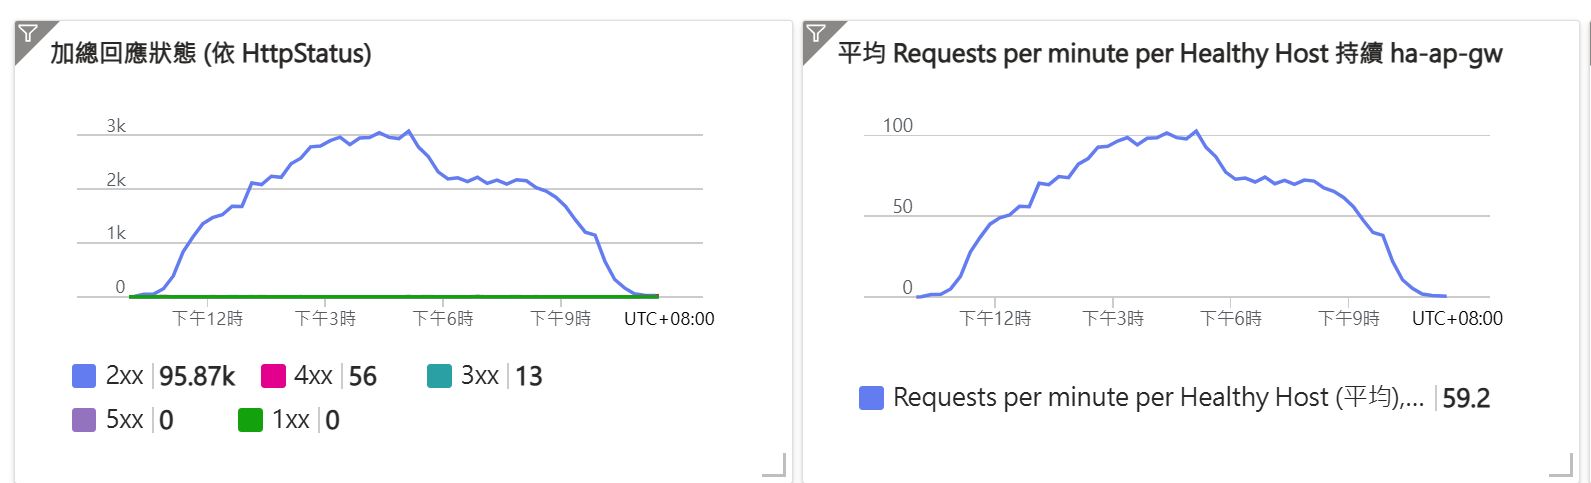 加總回應狀態 (依 HttpStatus)
3k
2k
1k
0
下午12時 下午3時 下午6時 下午9時 UTC+08:00
2xx 95.87k 4xx 56 3xx 13
5xx 0 1xx 0
平均 Requests per minute per Healthy Host 持續 ha-ap-gw
100
50
0
下午12時 下午3時 下午6時 下午9時 UTC+08:00
Requests per minute per Healthy Host (平均),... 59.2